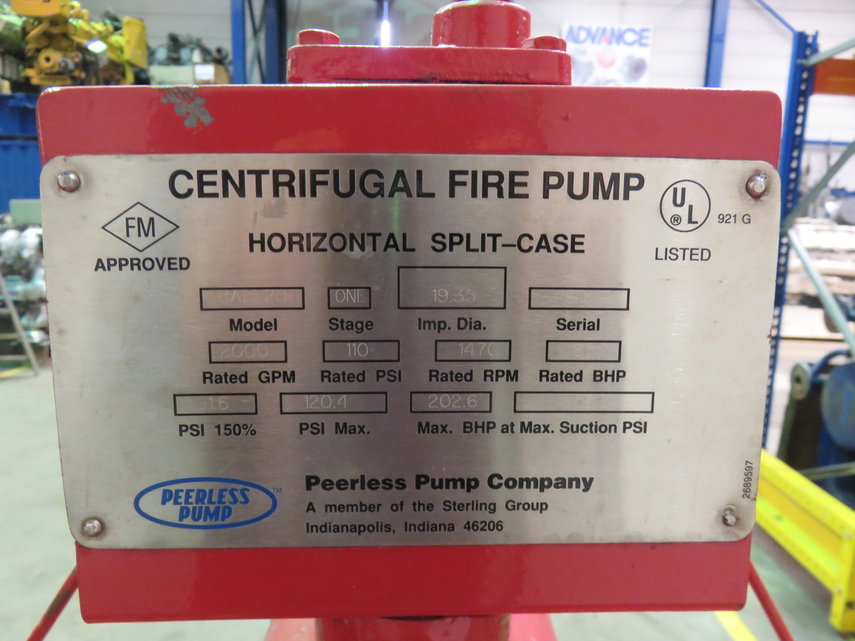 ADVANCE
CENTRIFUGAL FIRE PUMP
FM
APPROVED
HORIZONTAL SPLIT-CASE
UL
®
921 G
LISTED
ONE 19.35
Model Stage Imp. Dia. Serial
2000 110 1470
Rated GPM Rated PSI Rated RPM Rated BHP
91.6 120.4 202.6
PSI 150% PSI Max. Max. BHP at Max. Suction PSI
PEERLESS
PUMP
™
Peerless Pump Company
A member of the Sterling Group
Indianapolis, Indiana 46206
2689597